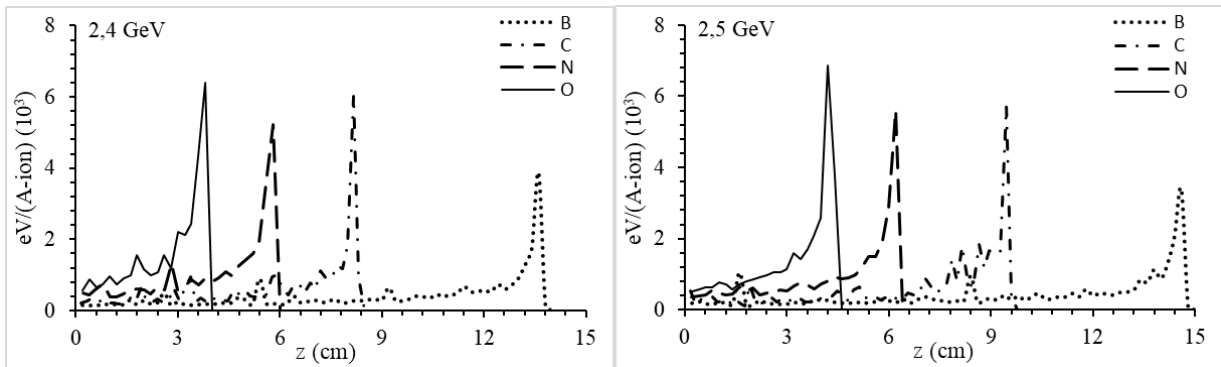 2,4 GeV
B
C
N
O
eV/(A-ion) (10³)
8
6
4
2
0
0 3 6 9 12 15
z (cm)
2,5 GeV
B
C
N
O
eV/(A-ion) (10³)
8
6
4
2
0
0 3 6 9 12 15
z (cm)